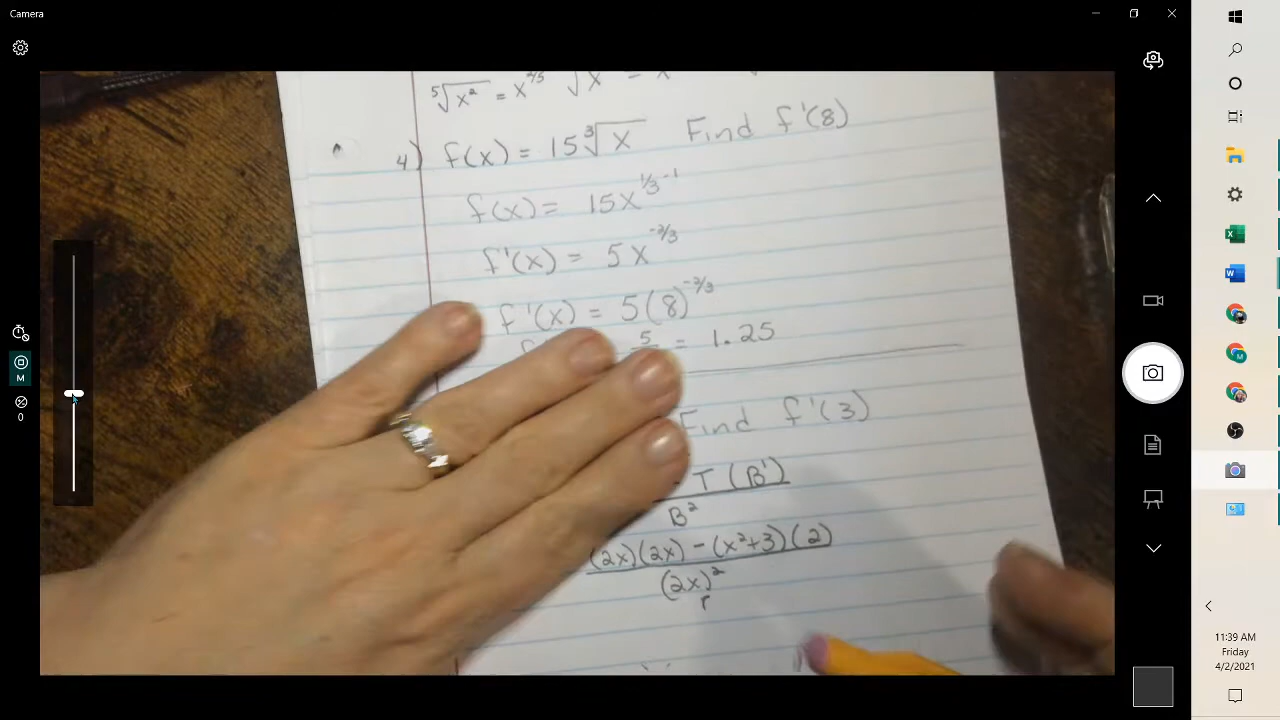 Camera
⁵√x² = x^2/5 √x = x
4) f(x) = 15 ³√x Find f'(8)
f(x) = 15x^1/3 -1
f'(x) = 5x^-2/3
f'(x) = 5(8)^-2/3
5 = 1.25
Find f'(3)
- T (B')
B²
(2x)(2x) - (x²+3)(2)
(2x)²
M
0
11:39 AM
Friday
4/2/2021